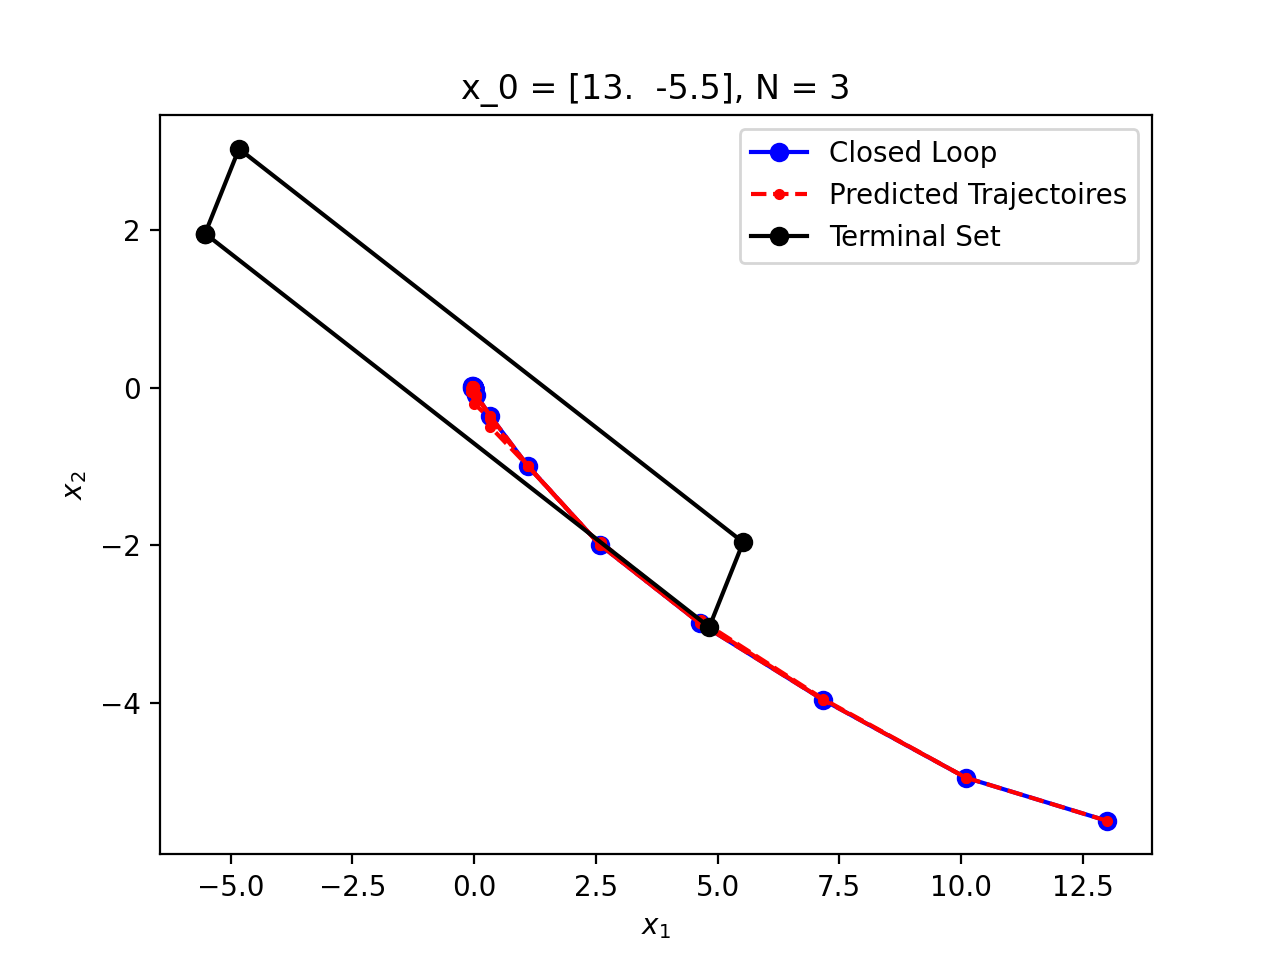 x_0 = [13.  -5.5], N = 3
Closed Loop
Predicted Trajectoires
Terminal Set
2
0
−2
−4
x₂
−5.0 −2.5 0.0 2.5 5.0 7.5 10.0 12.5
x₁